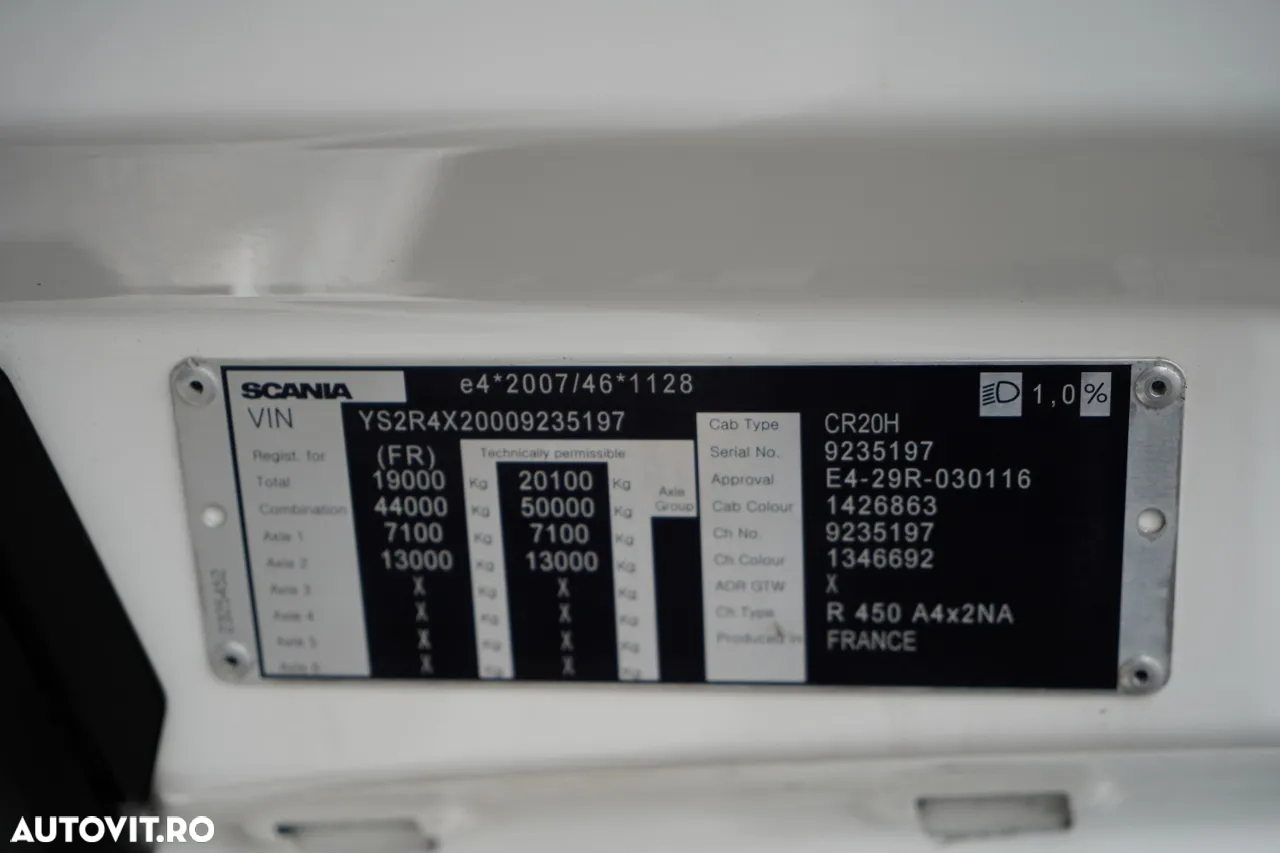 SCANIA e4*2007/46*1128 1,0 %
VIN YS2R4X20009235197 Cab Type CR20H
Regist. for (FR) Technically permissible Serial No. 9235197
Total 19000 Kg 20100 Kg Axle Group Approval E4-29R-030116
Combination 44000 Kg 50000 Kg Cab Colour 1426863
Axle 1 7100 Kg 7100 Kg Ch No. 9235197
Axle 2 13000 Kg 13000 Kg Ch Colour 1346692
Axle 3 X Kg X Kg ADR GTW X
Axle 4 X Kg X Kg Ch Type R 450 A4x2NA
Axle 5 X Kg X Kg Produced in FRANCE
Axle 6 X Kg X Kg
AUTOVIT.RO